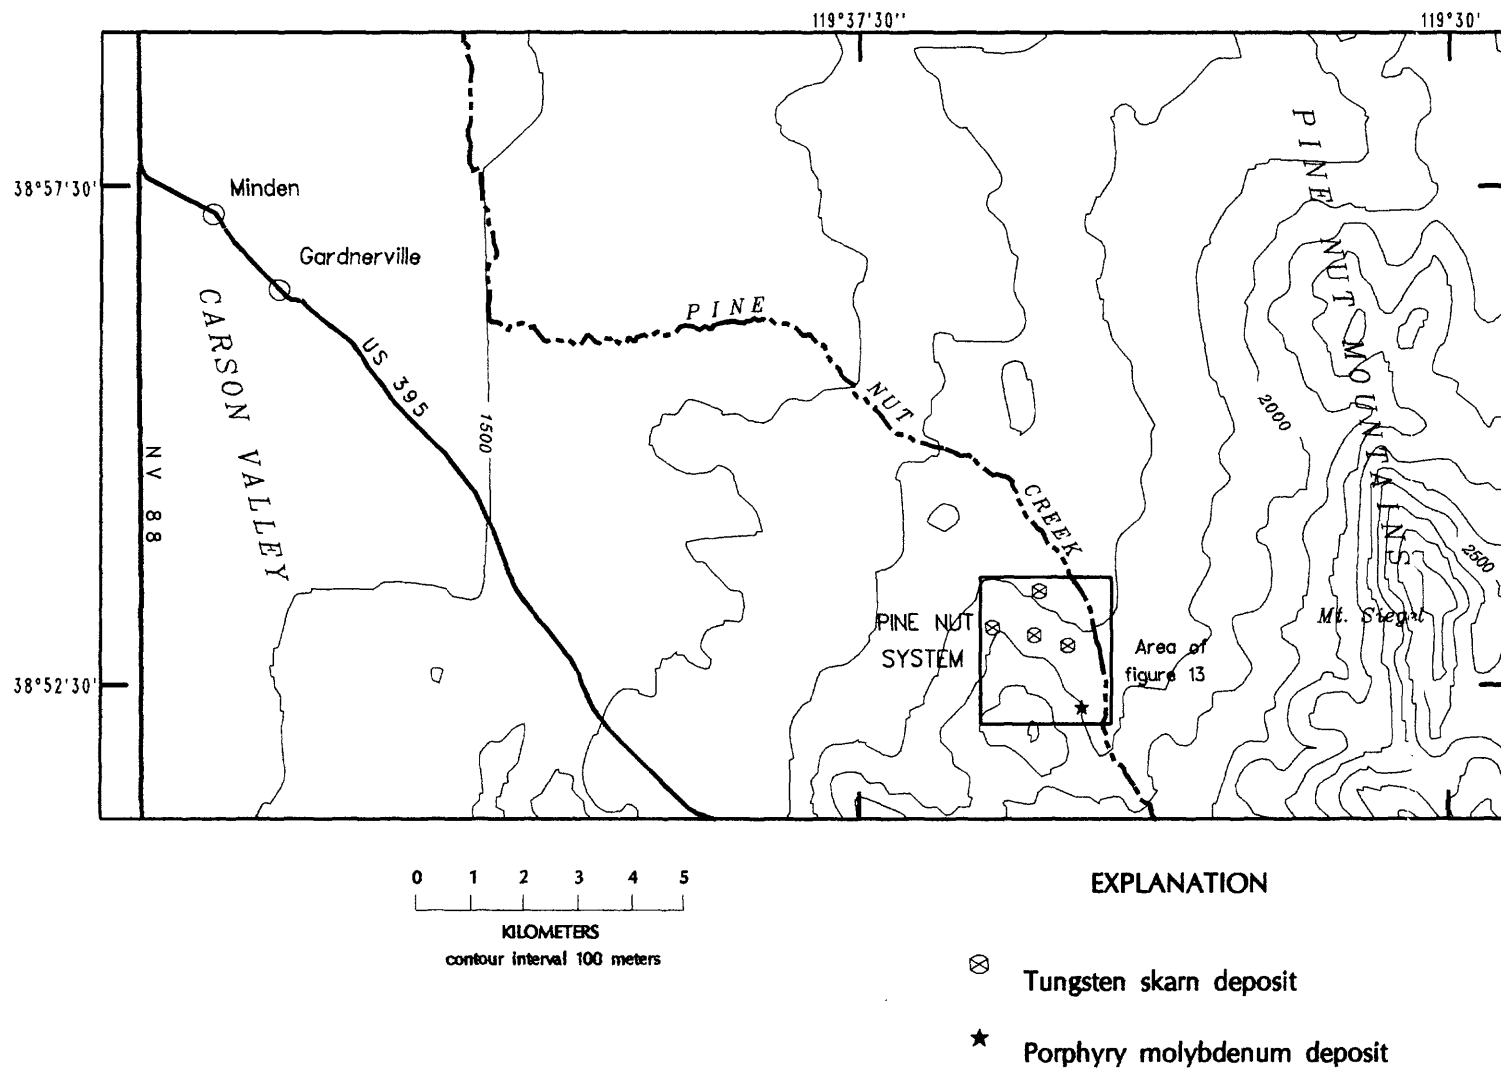 119°37'30''
119°30'
38°57'30'
Minden
Gardnerville
CARSON VALLEY
US 395
NV 88
1500
PINE
NUT
CREEK
PINE NUT MOUNTAINS
2000
2500
Mt. Siegel
PINE NUT
SYSTEM
Area of
figure 13
38°52'30'
0 1 2 3 4 5
KILOMETERS
contour interval 100 meters
EXPLANATION
Tungsten skarn deposit
Porphyry molybdenum deposit